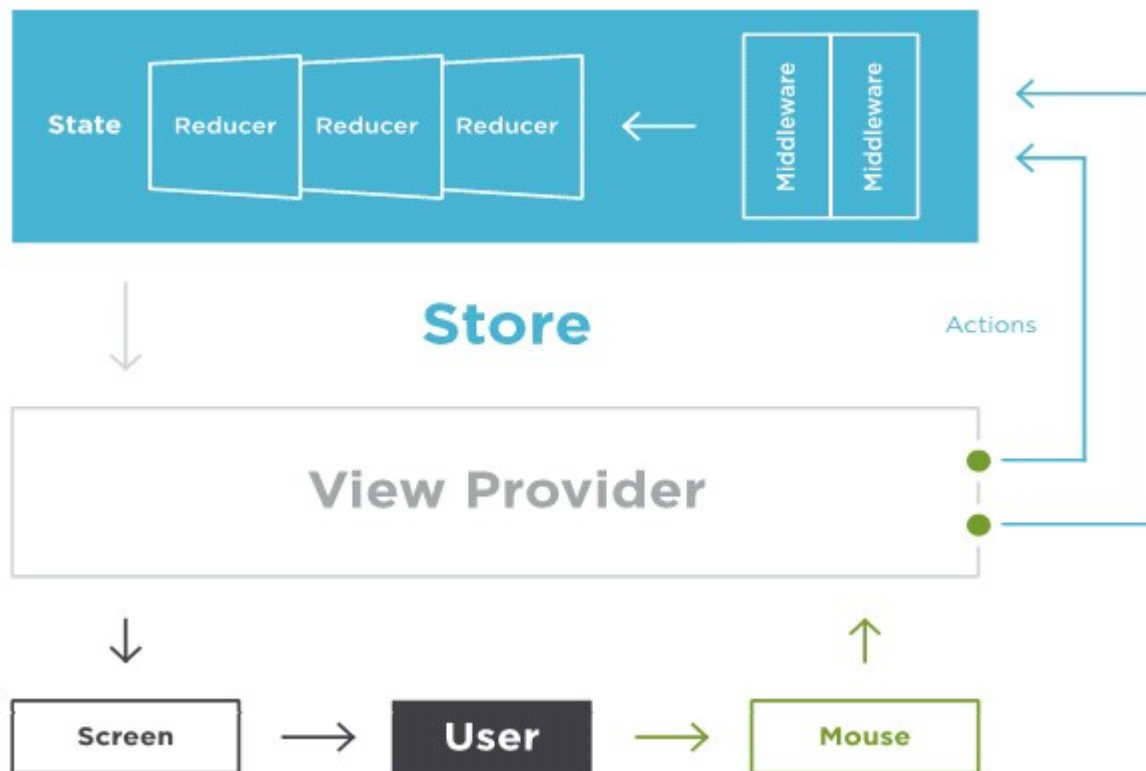 State
Reducer
Reducer
Reducer
Middleware
Middleware
Store
Actions
View Provider
Screen
User
Mouse